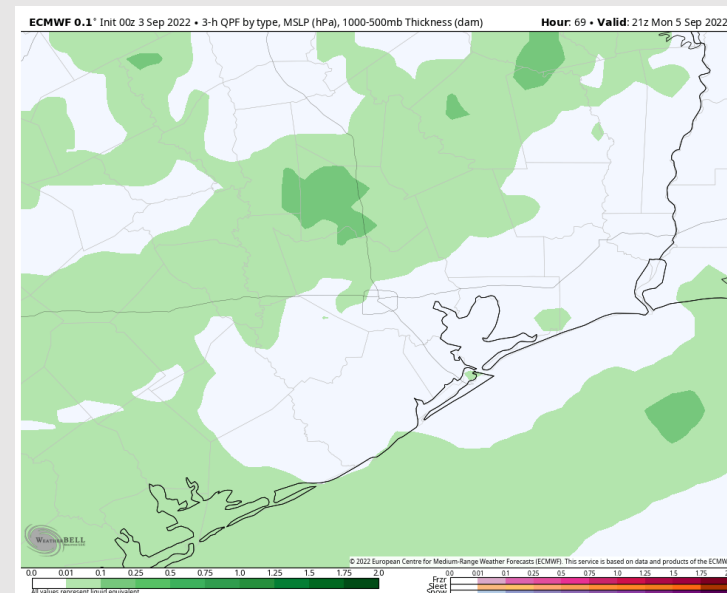 ECMWF 0.1° Init 00z 3 Sep 2022 • 3-h QPF by type, MSLP (hPa), 1000-500mb Thickness (dam) Hour: 69 • Valid: 21z Mon 5 Sep 2022
WEATHERBELL
© 2022 European Centre for Medium-Range Weather Forecasts (ECMWF). This service is based on data and products of the ECMW
0.0 0.01 0.1 0.25 0.5 0.75 1.0 1.25 1.5 1.75 2.0
0.0 0.01 0.1 0.25 0.5 0.75 1.0 1.25 1.5 1.75 2.
All values represent liquid equivalent
Frzr
Sleet
Snow